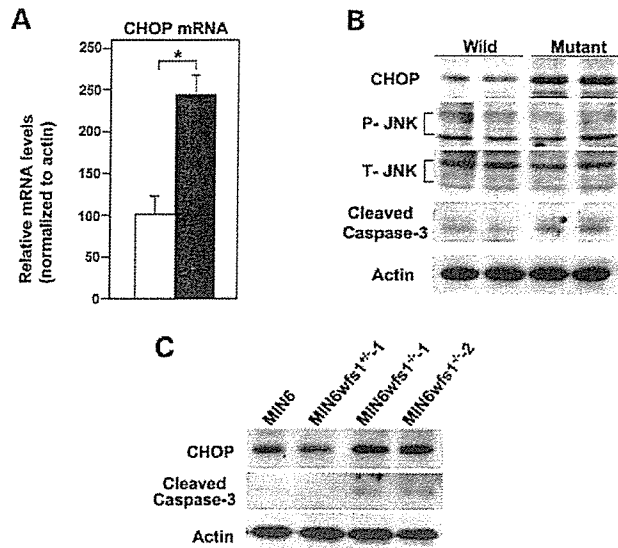 A
CHOP mRNA
*
Relative mRNA levels
(normalized to actin)
250
250
150
100
50
0
B
Wild Mutant
CHOP
P- JNK
T- JNK
Cleaved
Caspase-3
Actin
C
MIN6 MIN6wfs1+/--1 MIN6wfs1-/--1 MIN6wfs1-/--2
CHOP
Cleaved
Caspase-3
Actin